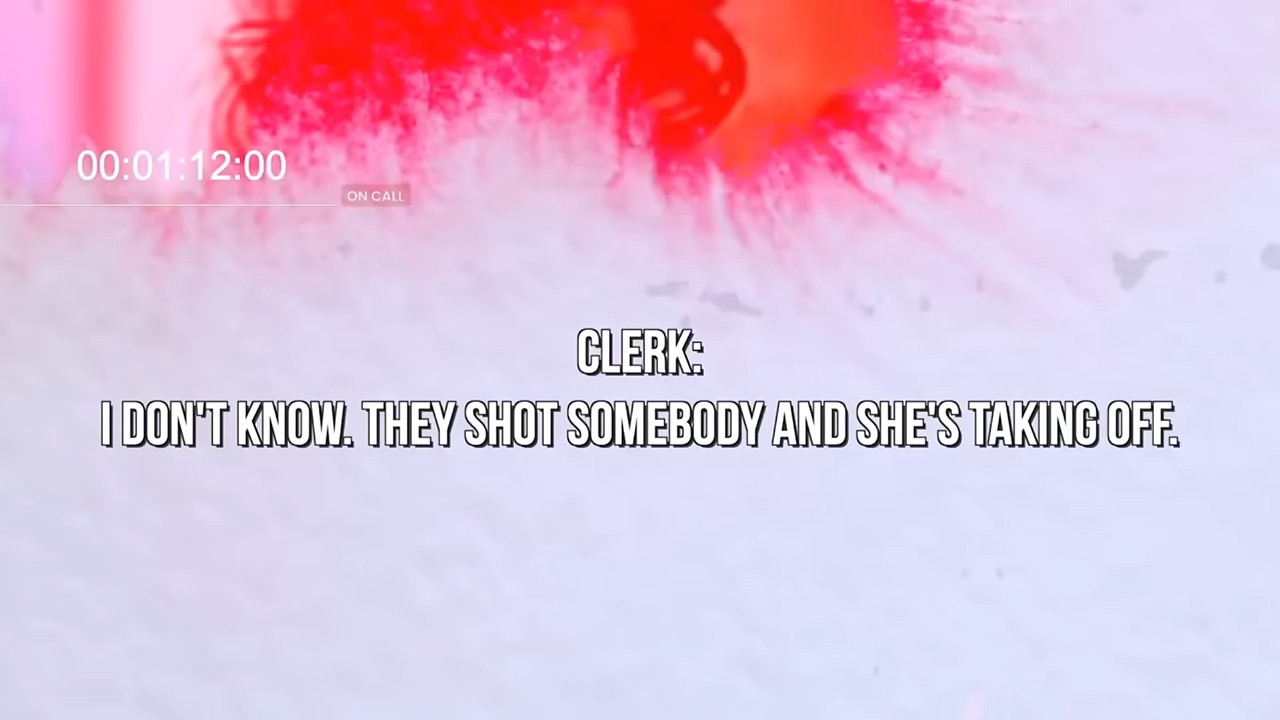 00:01:12:00
ON CALL
CLERK:
I DON'T KNOW. THEY SHOT SOMEBODY AND SHE'S TAKING OFF.